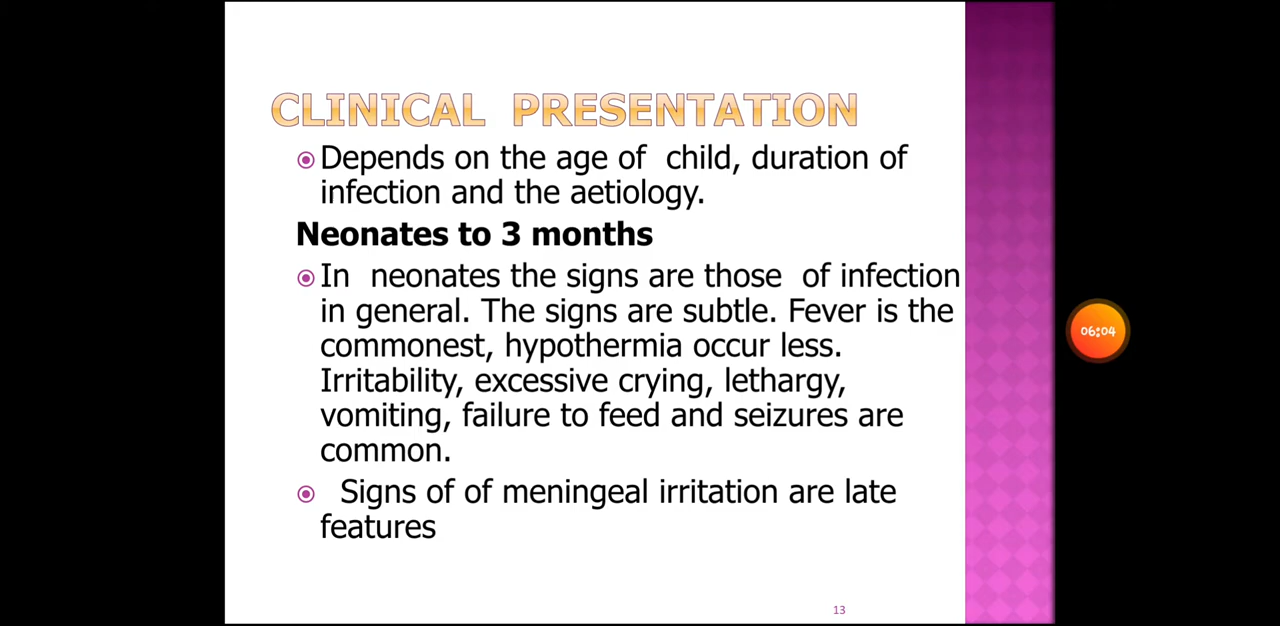 CLINICAL PRESENTATION
Depends on the age of child, duration of
infection and the aetiology.
Neonates to 3 months
In neonates the signs are those of infection
in general. The signs are subtle. Fever is the
commonest, hypothermia occur less.
Irritability, excessive crying, lethargy,
vomiting, failure to feed and seizures are
common.
Signs of of meningeal irritation are late
features
06:04
13